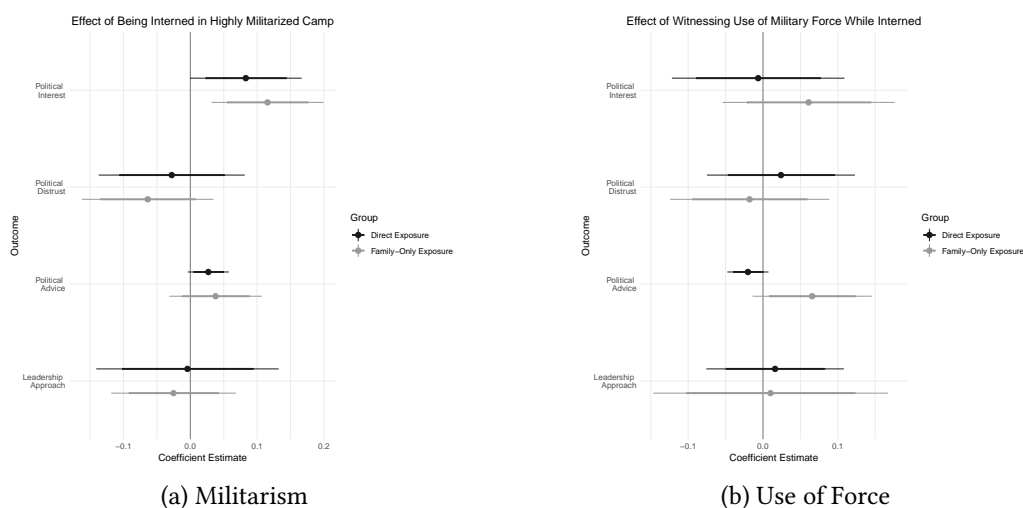 Effect of Being Interned in Highly Militarized Camp
Political
Interest
Political
Distrust
Political
Advice
Leadership
Approach
Outcome
−0.1
0.0
0.1
0.2
Coefficient Estimate
Group
Direct Exposure
Family−Only Exposure
(a) Militarism
Effect of Witnessing Use of Military Force While Interned
Political
Interest
Political
Distrust
Political
Advice
Leadership
Approach
Outcome
−0.1
0.0
0.1
Coefficient Estimate
Group
Direct Exposure
Family−Only Exposure
(b) Use of Force